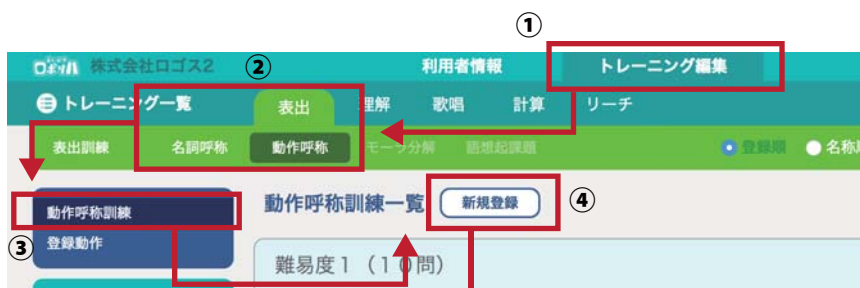 ①
ロゴリハ 株式会社ロゴス2 ② 利用者情報 トレーニング編集
トレーニング一覧 表出 理解 歌唱 計算 リーチ
表出訓練 名詞呼称 動作呼称 モーラ分解 語想起課題 登録順 名称順
動作呼称訓練 動作呼称訓練一覧 新規登録 ④
③ 登録動作
難易度1(10問)